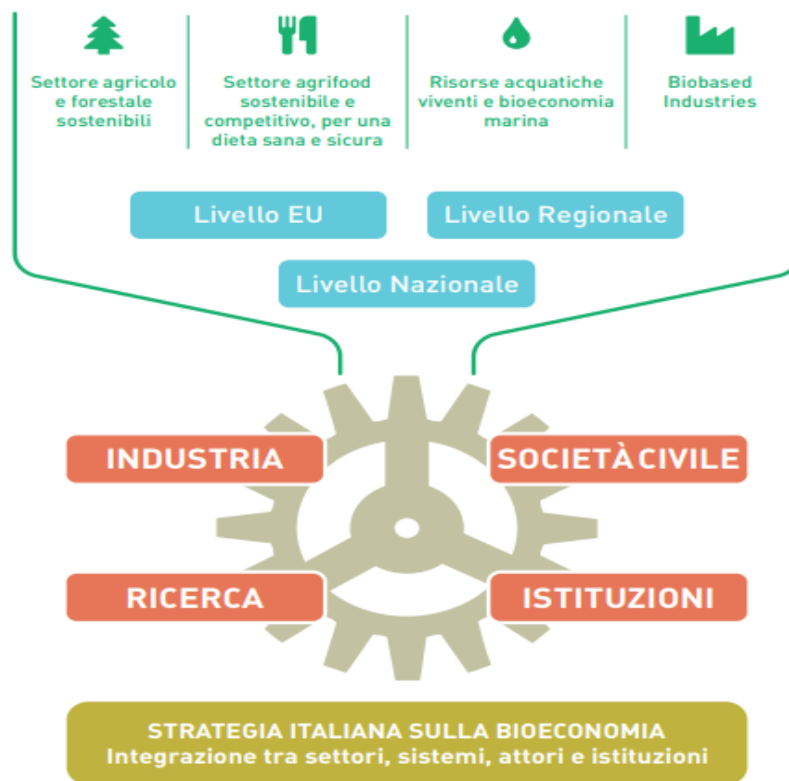 Settore agricolo
e forestale
sostenibili
Settore agrifood
sostenibile e
competitivo, per una
dieta sana e sicura
Risorse acquatiche
viventi e bioeconomia
marina
Biobased
Industries
Livello EU
Livello Regionale
Livello Nazionale
INDUSTRIA
SOCIETÀ CIVILE
RICERCA
ISTITUZIONI
STRATEGIA ITALIANA SULLA BIOECONOMIA
Integrazione tra settori, sistemi, attori e istituzioni